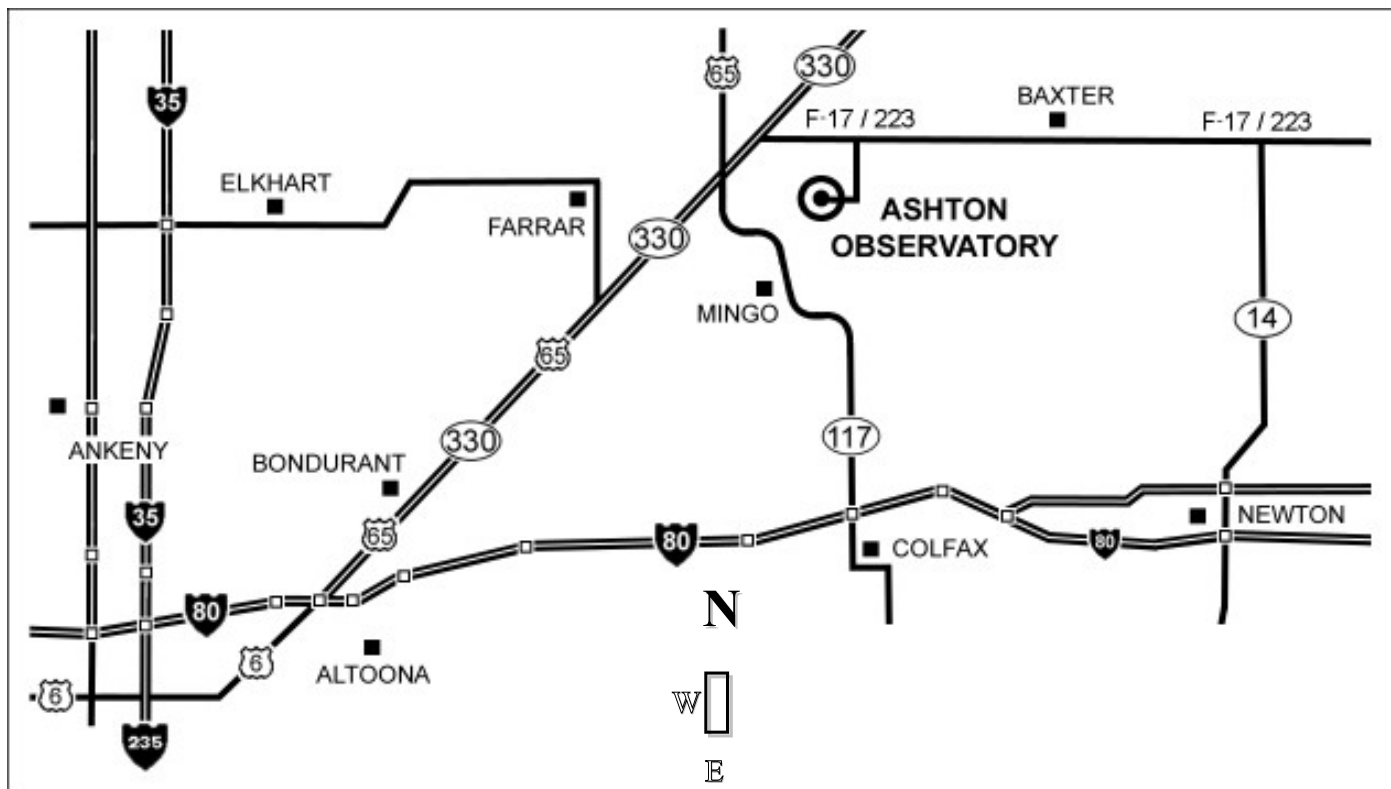 330
65
35
BAXTER
F-17 / 223
F-17 / 223
ELKHART
FARRAR
ASHTON
OBSERVATORY
330
MINGO
14
65
117
330
ANKENY
BONDURANT
35
65
80
80
NEWTON
COLFAX
80
N
6
ALTOONA
6
W
235
E